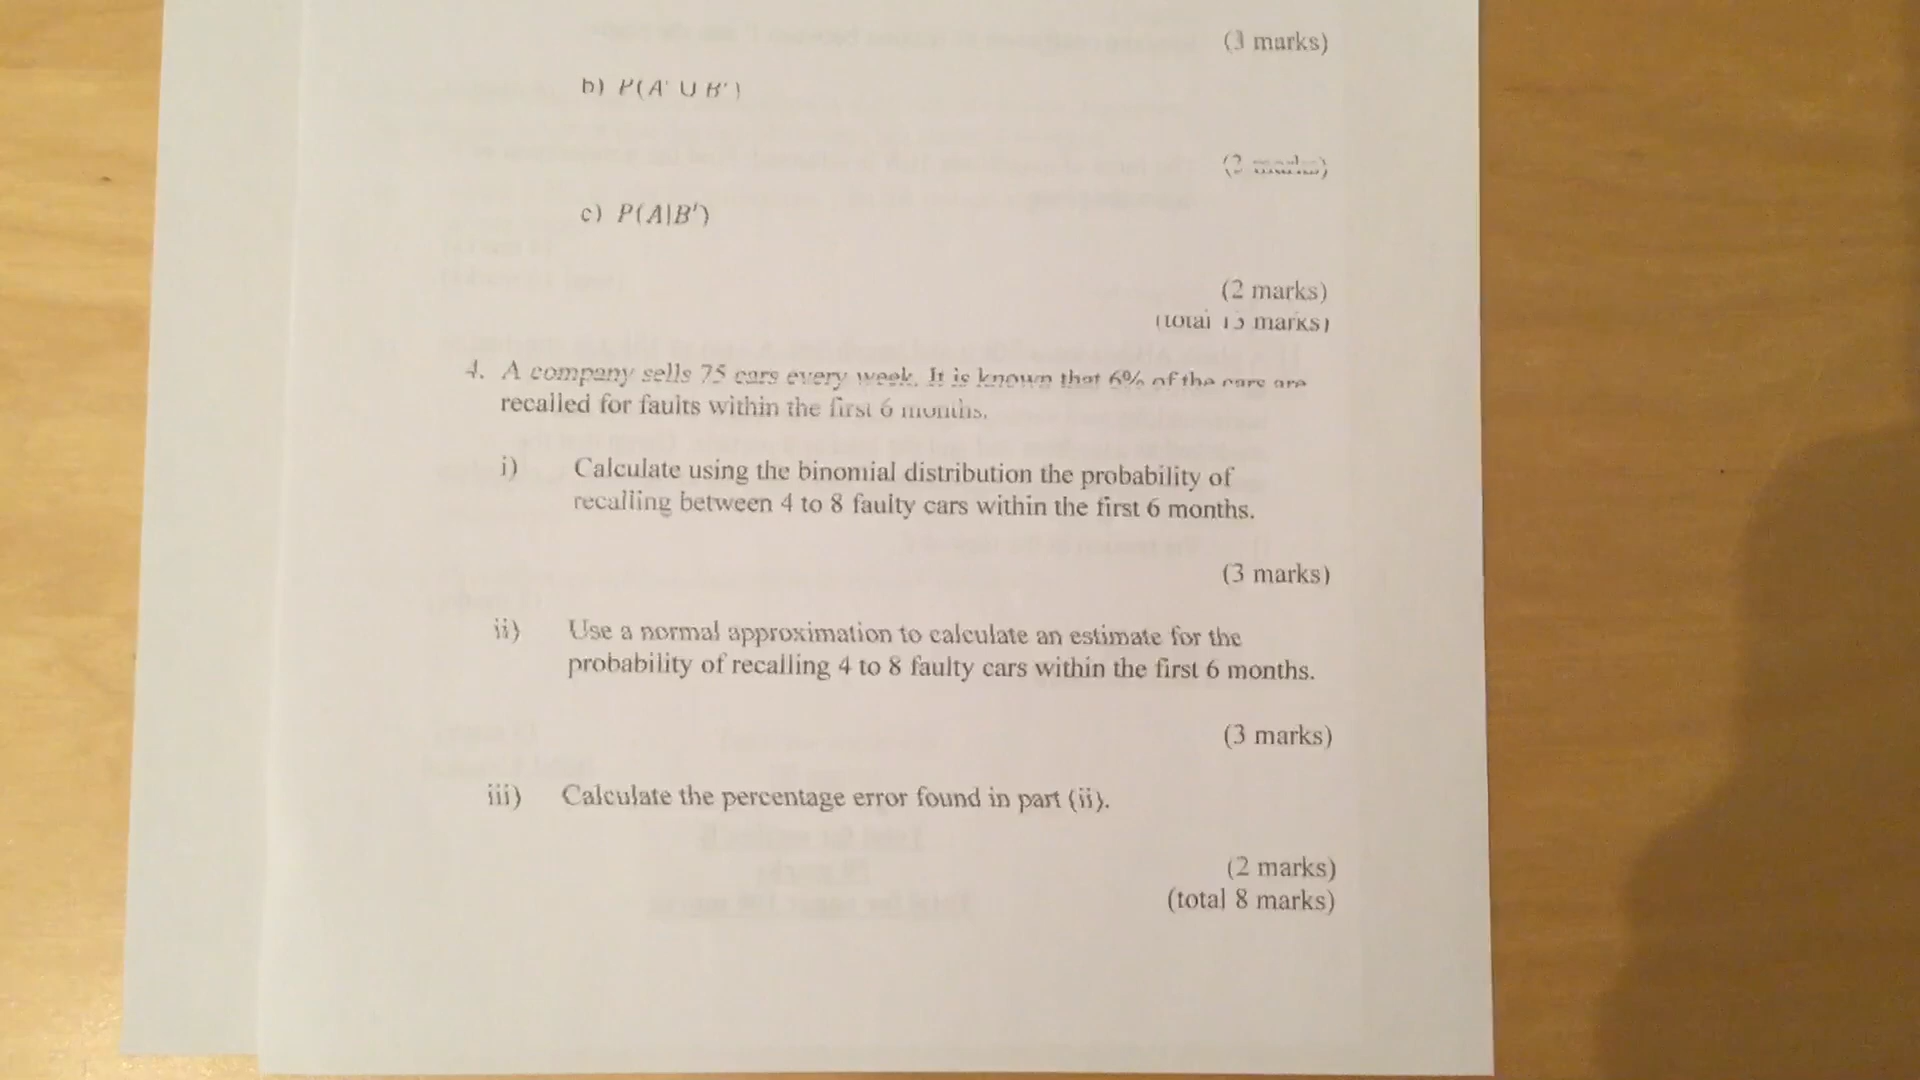 (3 marks)
b) P(A' ∪ B')
c) P(A|B')
(2 marks)
(total 15 marks)
4. A company sells 75 cars every week. It is known that 6% of the cars are
recalled for faults within the first 6 months.
i) Calculate using the binomial distribution the probability of
recalling between 4 to 8 faulty cars within the first 6 months.
(3 marks)
ii) Use a normal approximation to calculate an estimate for the
probability of recalling 4 to 8 faulty cars within the first 6 months.
(3 marks)
iii) Calculate the percentage error found in part (ii).
(2 marks)
(total 8 marks)